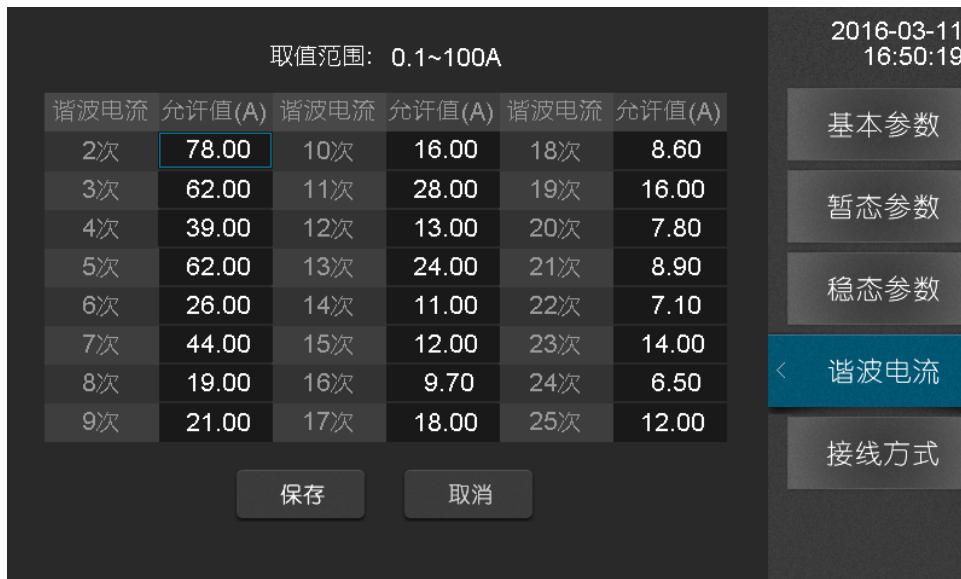 取值范围: 0.1~100A
谐波电流 允许值(A) 谐波电流 允许值(A) 谐波电流 允许值(A)
2次 78.00 10次 16.00 18次 8.60
3次 62.00 11次 28.00 19次 16.00
4次 39.00 12次 13.00 20次 7.80
5次 62.00 13次 24.00 21次 8.90
6次 26.00 14次 11.00 22次 7.10
7次 44.00 15次 12.00 23次 14.00
8次 19.00 16次 9.70 24次 6.50
9次 21.00 17次 18.00 25次 12.00
保存 取消
2016-03-11
16:50:19
基本参数
暂态参数
稳态参数
谐波电流
接线方式